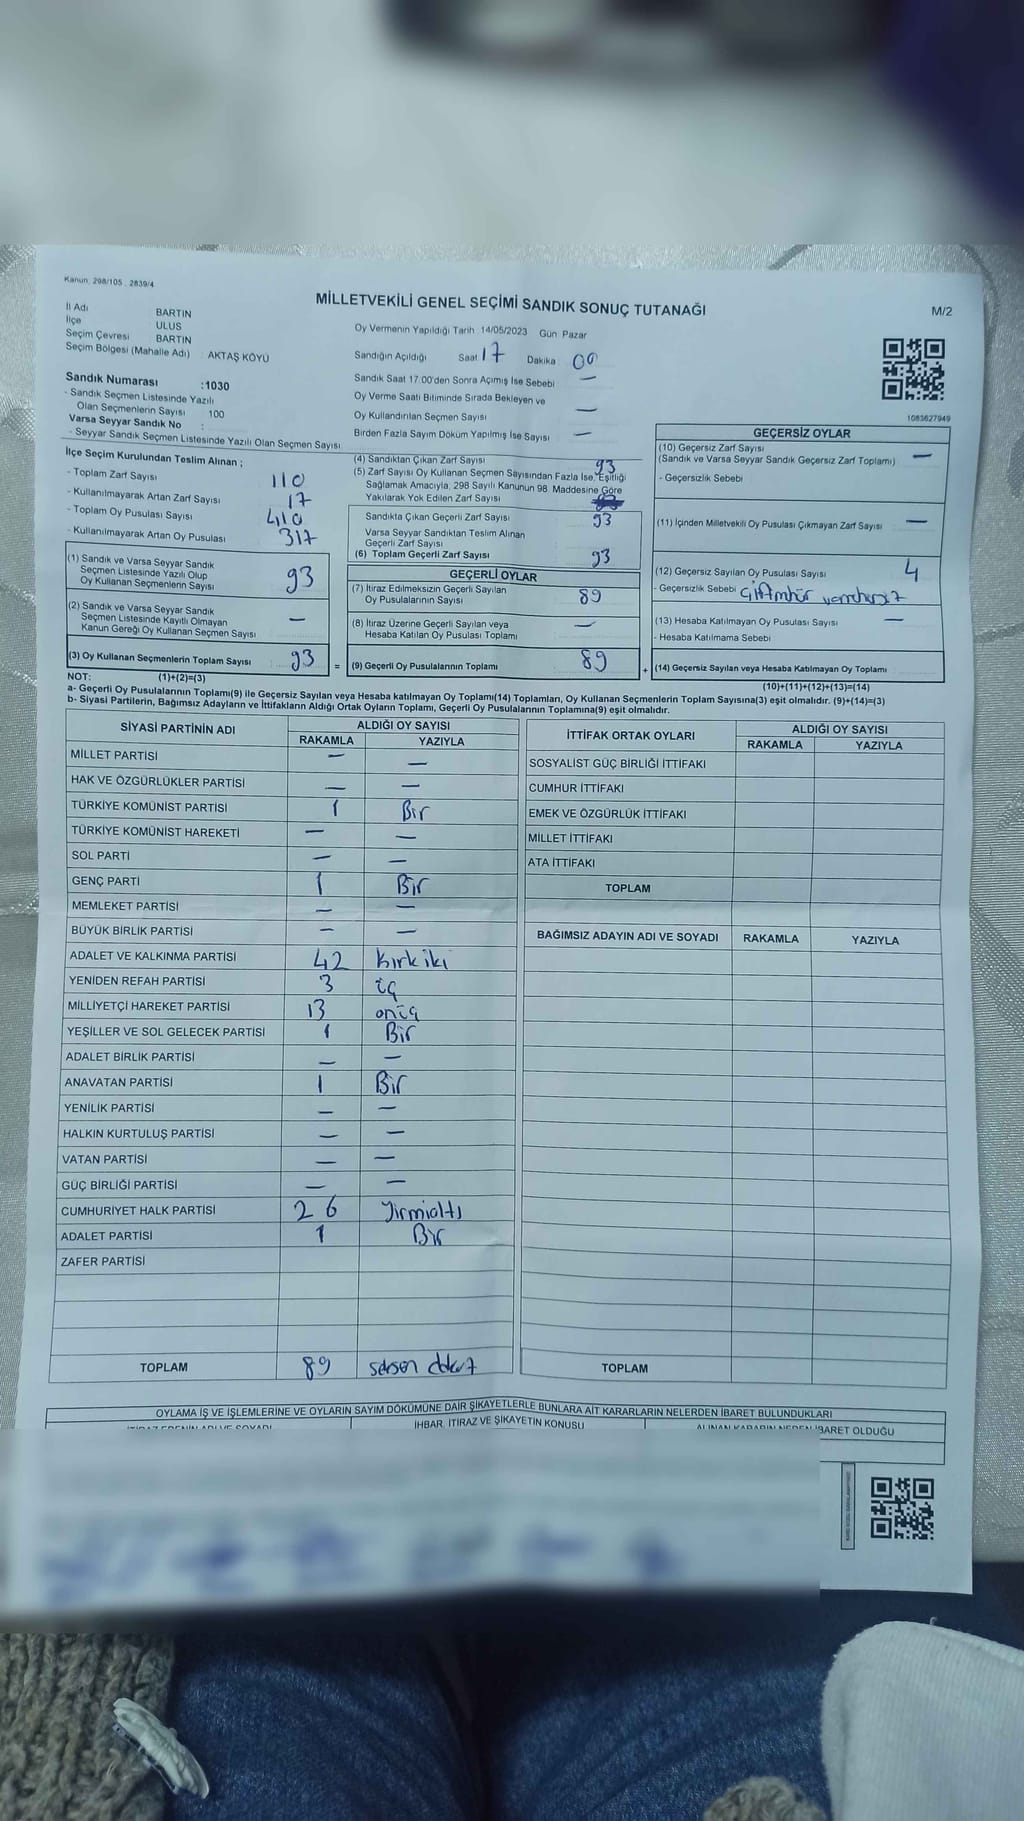 Kanun: 298/105 , 2839/4
MİLLETVEKİLİ GENEL SEÇİMİ SANDIK SONUÇ TUTANAĞI
M/2
İl Adı BARTIN
İlçe ULUS
Seçim Çevresi BARTIN
Seçim Bölgesi (Mahalle Adı) : AKTAŞ KÖYÜ
Sandık Numarası :1030
- Sandık Seçmen Listesinde Yazılı
Olan Seçmenlerin Sayısı 100
Varsa Seyyar Sandık No :
- Seyyar Sandık Seçmen Listesinde Yazılı Olan Seçmen Sayısı:
Oy Vermenin Yapıldığı Tarih 14/05/2023 Gün: Pazar
Sandığın Açıldığı Saat 17 Dakika 00
Sandık Saat 17.00'den Sonra Açılmış İse Sebebi —
Oy Verme Saati Bitiminde Sırada Bekleyen ve
Oy Kullandırılan Seçmen Sayısı —
Birden Fazla Sayım Döküm Yapılmış İse Sayısı —
1083627949
İlçe Seçim Kurulundan Teslim Alınan ;
- Toplam Zarf Sayısı 110
- Kullanılmayarak Artan Zarf Sayısı 17
- Toplam Oy Pusulası Sayısı 410
- Kullanılmayarak Artan Oy Pusulası 317
(1) Sandık ve Varsa Seyyar Sandık
Seçmen Listesinde Yazılı Olup
Oy Kullanan Seçmenlerin Sayısı 93
(2) Sandık ve Varsa Seyyar Sandık
Seçmen Listesinde Kayıtlı Olmayan
Kanun Gereği Oy Kullanan Seçmen Sayısı —
(3) Oy Kullanan Seçmenlerin Toplam Sayısı 93 =
(4) Sandıktan Çıkan Zarf Sayısı 93
(5) Zarf Sayısı Oy Kullanan Seçmen Sayısından Fazla İse, Eşitliği
Sağlamak Amacıyla, 298 Sayılı Kanunun 98. Maddesine Göre
Yakılarak Yok Edilen Zarf Sayısı
Sandıkta Çıkan Geçerli Zarf Sayısı 93
Varsa Seyyar Sandıktan Teslim Alınan
Geçerli Zarf Sayısı
(6) Toplam Geçerli Zarf Sayısı 93
GEÇERLİ OYLAR
(7) İtiraz Edilmeksizin Geçerli Sayılan
Oy Pusulalarının Sayısı 89
(8) İtiraz Üzerine Geçerli Sayılan veya
Hesaba Katılan Oy Pusulası Toplamı —
(9) Geçerli Oy Pusulalarının Toplamı 89 +
GEÇERSİZ OYLAR
(10) Geçersiz Zarf Sayısı
(Sandık ve Varsa Seyyar Sandık Geçersiz Zarf Toplamı) —
- Geçersizlik Sebebi
(11) İçinden Milletvekili Oy Pusulası Çıkmayan Zarf Sayısı —
(12) Geçersiz Sayılan Oy Pusulası Sayısı 4
- Geçersizlik Sebebi
(13) Hesaba Katılmayan Oy Pusulası Sayısı —
- Hesaba Katılmama Sebebi
(14) Geçersiz Sayılan veya Hesaba Katılmayan Oy Toplamı
NOT: (1)+(2)=(3)
(10)+(11)+(12)+(13)=(14)
a- Geçerli Oy Pusulalarının Toplamı(9) ile Geçersiz Sayılan veya Hesaba katılmayan Oy Toplamı(14) Toplamları, Oy Kullanan Seçmenlerin Toplam Sayısına(3) eşit olmalıdır. (9)+(14)=(3)
b- Siyasi Partilerin, Bağımsız Adayların ve İttifakların Aldığı Ortak Oyların Toplamı, Geçerli Oy Pusulalarının Toplamına(9) eşit olmalıdır.
SİYASİ PARTİNİN ADI ALDIĞI OY SAYISI
RAKAMLA YAZIYLA
MİLLET PARTİSİ — —
HAK VE ÖZGÜRLÜKLER PARTİSİ — —
TÜRKİYE KOMÜNİST PARTİSİ 1 Bir
TÜRKİYE KOMÜNİST HAREKETİ — —
SOL PARTİ — —
GENÇ PARTİ 1 Bir
MEMLEKET PARTİSİ — —
BÜYÜK BİRLİK PARTİSİ — —
ADALET VE KALKINMA PARTİSİ 42 kırkiki
YENİDEN REFAH PARTİSİ 3 üç
MİLLİYETÇİ HAREKET PARTİSİ 13 onüç
YEŞİLLER VE SOL GELECEK PARTİSİ 1 Bir
ADALET BİRLİK PARTİSİ — —
ANAVATAN PARTİSİ 1 Bir
YENİLİK PARTİSİ — —
HALKIN KURTULUŞ PARTİSİ — —
VATAN PARTİSİ — —
GÜÇ BİRLİĞİ PARTİSİ — —
CUMHURİYET HALK PARTİSİ 26 Yirmialtı
ADALET PARTİSİ 1 Bir
ZAFER PARTİSİ
TOPLAM 89 seksen dokuz
İTTİFAK ORTAK OYLARI ALDIĞI OY SAYISI
RAKAMLA YAZIYLA
SOSYALİST GÜÇ BİRLİĞİ İTTİFAKI
CUMHUR İTTİFAKI
EMEK VE ÖZGÜRLÜK İTTİFAKI
MİLLET İTTİFAKI
ATA İTTİFAKI
TOPLAM
BAĞIMSIZ ADAYIN ADI VE SOYADI RAKAMLA YAZIYLA
TOPLAM
OYLAMA İŞ VE İŞLEMLERİNE VE OYLARIN SAYIM DÖKÜMÜNE DAİR ŞİKAYETLERLE BUNLARA AİT KARARLARIN NELERDEN İBARET BULUNDUKLARI
İTİRAZ EDENİN ADI VE SOYADI İHBAR, İTİRAZ VE ŞİKAYETİN KONUSU ALINAN KARARIN NEDEN İBARET OLDUĞU